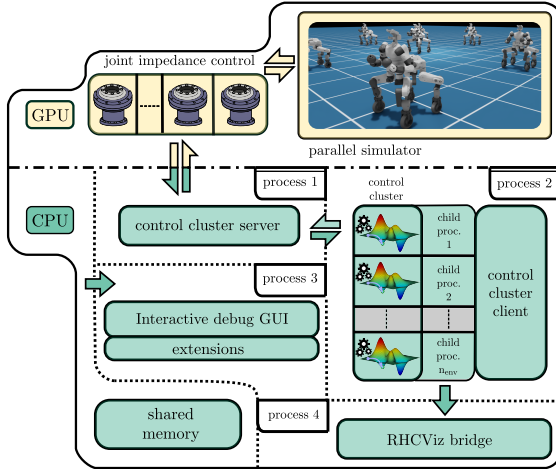 joint impedance control
GPU
parallel simulator
process 1
process 2
CPU
control cluster server
control
cluster
child
proc.
1
child
proc.
2
child
proc.
n_env
control
cluster
client
process 3
Interactive debug GUI
extensions
shared
memory
process 4
RHCViz bridge